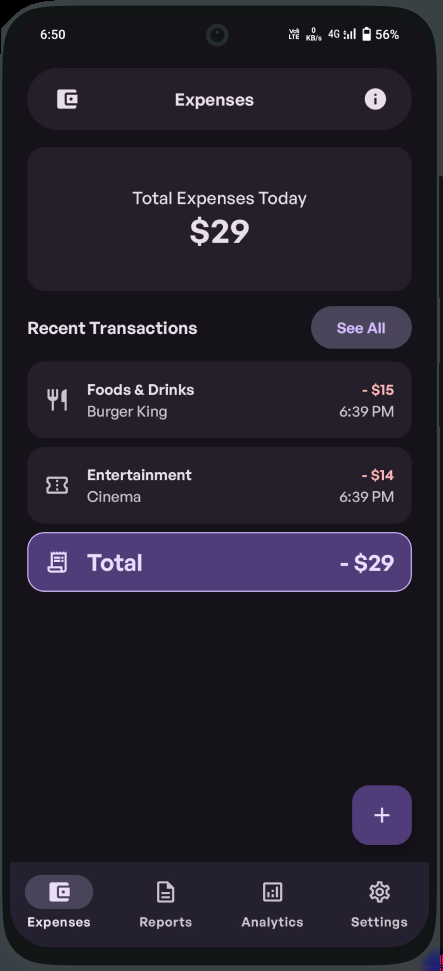 6:50 Vo) LTE 0 KB/s 4G 56%
Expenses
Total Expenses Today
$29
Recent Transactions See All
Foods & Drinks - $15
Burger King 6:39 PM
Entertainment - $14
Cinema 6:39 PM
Total - $29
+
Expenses Reports Analytics Settings